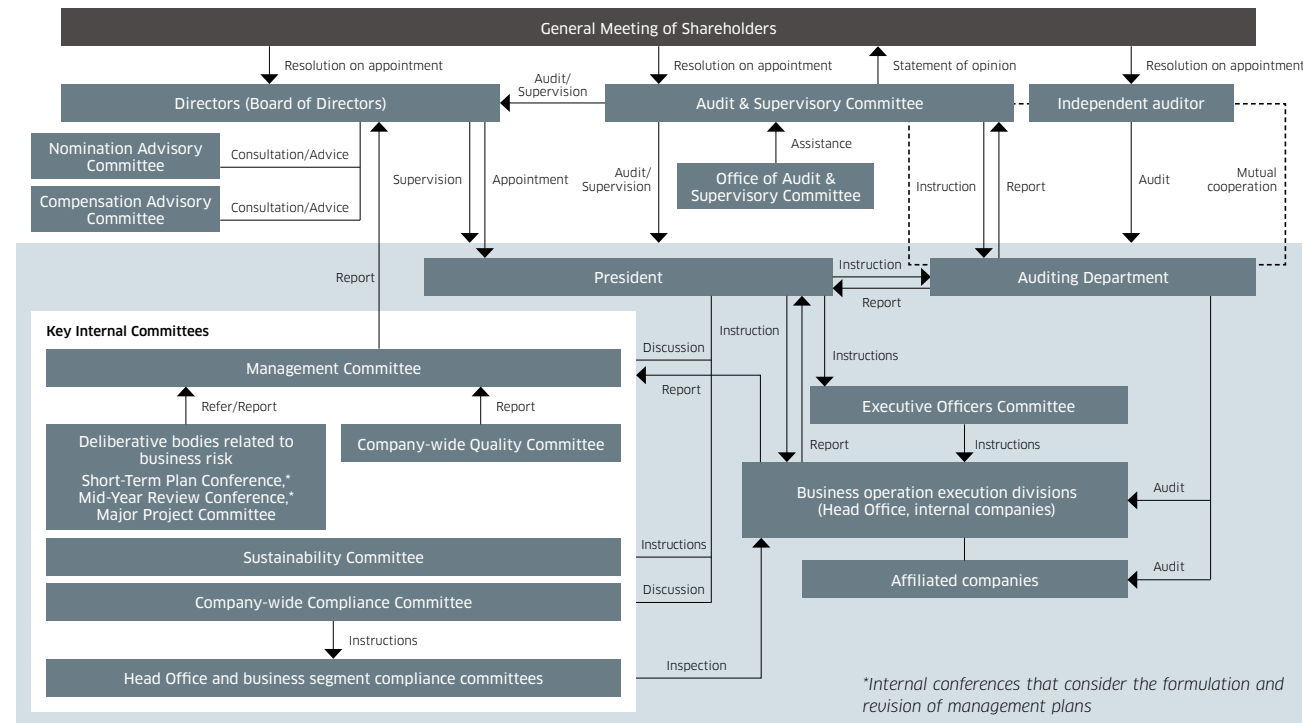 General Meeting of Shareholders
Resolution on appointment
Resolution on appointment
Statement of opinion
Resolution on appointment
Directors (Board of Directors)
Audit/
Supervision
Audit & Supervisory Committee
Independent auditor
Nomination Advisory
Committee
Consultation/Advice
Compensation Advisory
Committee
Consultation/Advice
Supervision
Appointment
Audit/
Supervision
Assistance
Office of Audit &
Supervisory Committee
Instruction
Report
Audit
Mutual
cooperation
Report
President
Instruction
Report
Auditing Department
Key Internal Committees
Management Committee
Discussion
Report
Instruction
Instructions
Refer/Report
Report
Executive Officers Committee
Deliberative bodies related to
business risk
Short-Term Plan Conference,*
Mid-Year Review Conference,*
Major Project Committee
Company-wide Quality Committee
Report
Instructions
Business operation execution divisions
(Head Office, internal companies)
Audit
Sustainability Committee
Instructions
Affiliated companies
Audit
Company-wide Compliance Committee
Discussion
Instructions
Head Office and business segment compliance committees
Inspection
*Internal conferences that consider the formulation and
revision of management plans